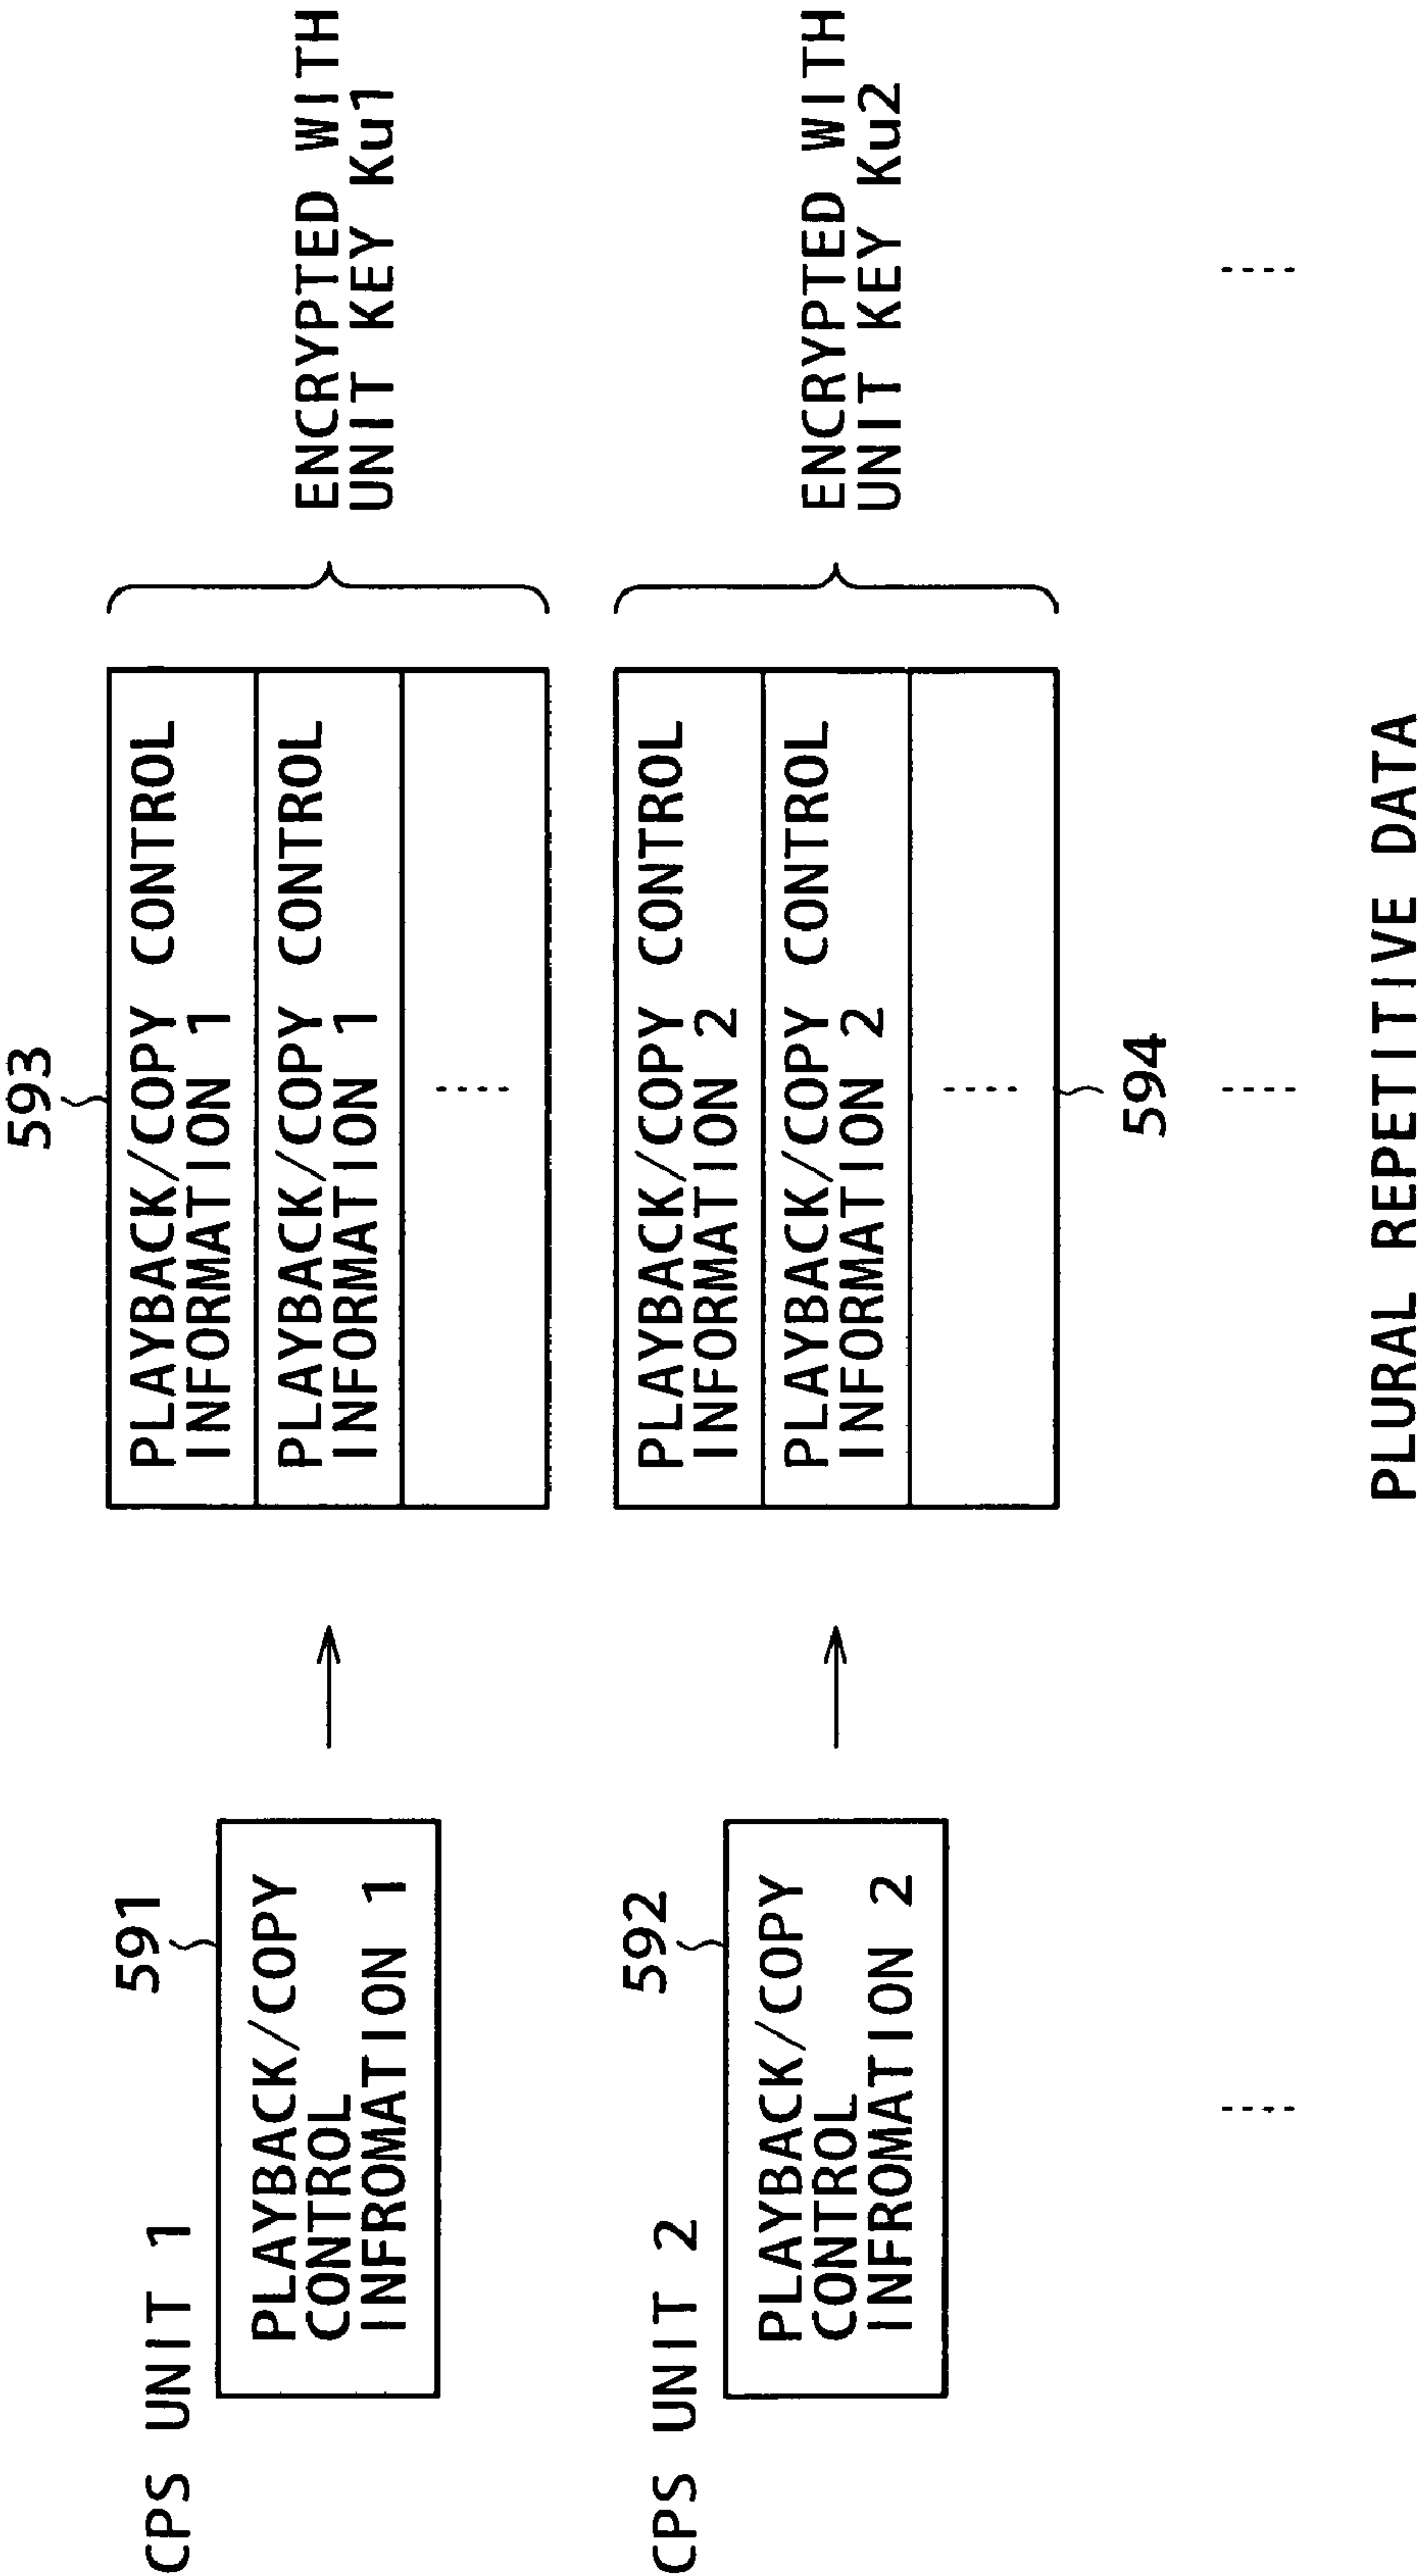 CPS UNIT 1
591
PLAYBACK/COPY
CONTROL
INFROMATION 1
593
PLAYBACK/COPY CONTROL
INFORMATION 1
PLAYBACK/COPY CONTROL
INFORMATION 1
ENCRYPTED WITH
UNIT KEY Ku1
CPS UNIT 2
592
PLAYBACK/COPY
CONTROL
INFROMATION 2
PLAYBACK/COPY CONTROL
INFORMATION 2
PLAYBACK/COPY CONTROL
INFORMATION 2
594
ENCRYPTED WITH
UNIT KEY Ku2
PLURAL REPETITIVE DATA